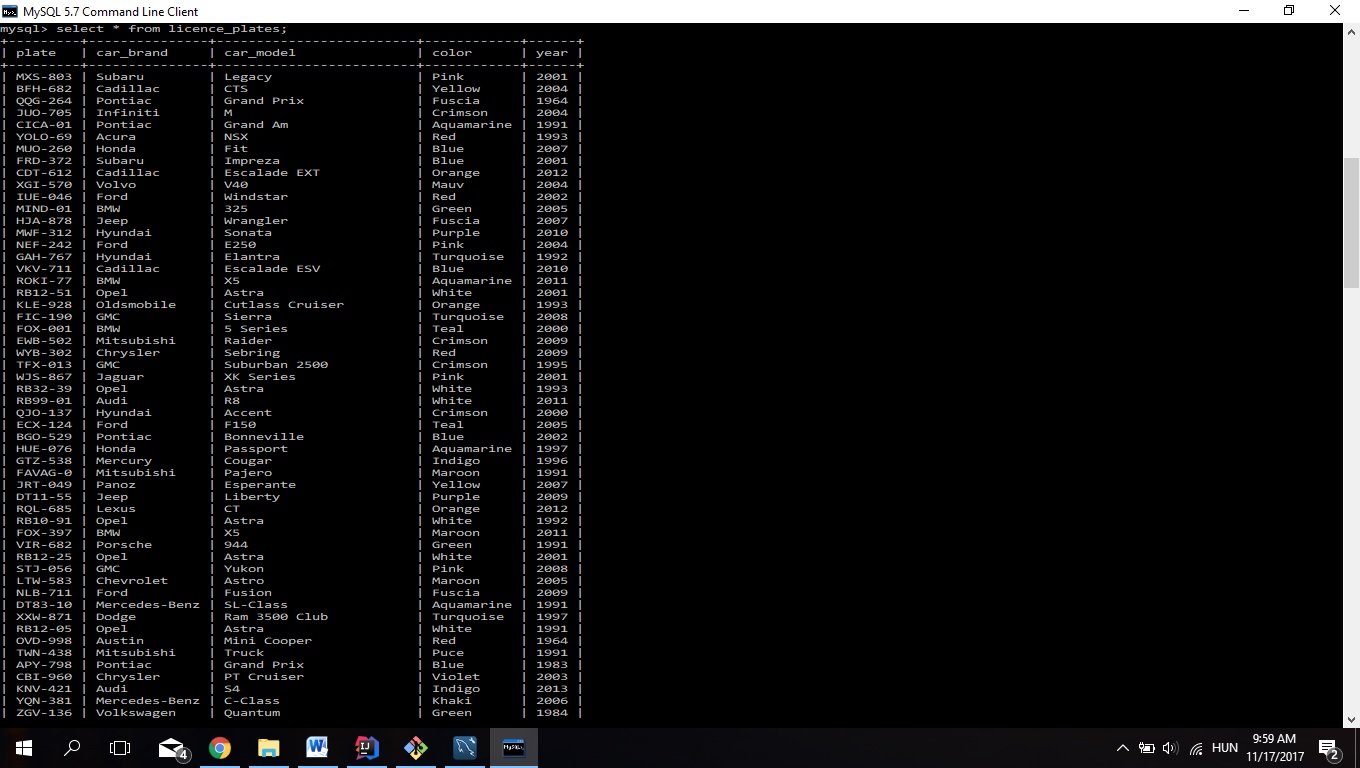 MySQL 5.7 Command Line Client
mysql> select * from licence_plates;
+----------+---------------+-------------------------+------------+------+
| plate    | car_brand     | car_model               | color      | year |
+----------+---------------+-------------------------+------------+------+
| MXS-803 | Subaru | Legacy | Pink | 2001 |
| BFH-682 | Cadillac | CTS | Yellow | 2004 |
| QQG-264 | Pontiac | Grand Prix | Fuscia | 1964 |
| JUO-705 | Infiniti | M | Crimson | 2004 |
| CICA-01 | Pontiac | Grand Am | Aquamarine | 1991 |
| YOLO-69 | Acura | NSX | Red | 1993 |
| MUO-260 | Honda | Fit | Blue | 2007 |
| FRD-372 | Subaru | Impreza | Blue | 2001 |
| CDT-612 | Cadillac | Escalade EXT | Orange | 2012 |
| XGI-570 | Volvo | V40 | Mauv | 2004 |
| IUE-046 | Ford | Windstar | Red | 2002 |
| MIND-01 | BMW | 325 | Green | 2005 |
| HJA-878 | Jeep | Wrangler | Fuscia | 2007 |
| MWF-312 | Hyundai | Sonata | Purple | 2010 |
| NEF-242 | Ford | E250 | Pink | 2004 |
| GAH-767 | Hyundai | Elantra | Turquoise | 1992 |
| VKV-711 | Cadillac | Escalade ESV | Blue | 2010 |
| ROKI-77 | BMW | X5 | Aquamarine | 2011 |
| RB12-51 | Opel | Astra | White | 2001 |
| KLE-928 | Oldsmobile | Cutlass Cruiser | Orange | 1993 |
| FIC-190 | GMC | Sierra | Turquoise | 2008 |
| FOX-001 | BMW | 5 Series | Teal | 2000 |
| EWB-502 | Mitsubishi | Raider | Crimson | 2009 |
| WYB-302 | Chrysler | Sebring | Red | 2009 |
| TFX-013 | GMC | Suburban 2500 | Crimson | 1995 |
| WJS-867 | Jaguar | XK Series | Pink | 2001 |
| RB32-39 | Opel | Astra | White | 1993 |
| RB99-01 | Audi | R8 | White | 2011 |
| QJO-137 | Hyundai | Accent | Crimson | 2000 |
| ECX-124 | Ford | F150 | Teal | 2005 |
| BGO-529 | Pontiac | Bonneville | Blue | 2002 |
| HUE-076 | Honda | Passport | Aquamarine | 1997 |
| GTZ-538 | Mercury | Cougar | Indigo | 1996 |
| FAVAG-0 | Mitsubishi | Pajero | Maroon | 1991 |
| JRT-049 | Panoz | Esperante | Yellow | 2007 |
| DT11-55 | Jeep | Liberty | Purple | 2009 |
| RQL-685 | Lexus | CT | Orange | 2012 |
| RB10-91 | Opel | Astra | White | 1992 |
| FOX-397 | BMW | X5 | Maroon | 2011 |
| VIR-682 | Porsche | 944 | Green | 1991 |
| RB12-25 | Opel | Astra | White | 2001 |
| STJ-056 | GMC | Yukon | Pink | 2008 |
| LTW-583 | Chevrolet | Astro | Maroon | 2005 |
| NLB-711 | Ford | Fusion | Fuscia | 2009 |
| DT83-10 | Mercedes-Benz | SL-Class | Aquamarine | 1991 |
| XXW-871 | Dodge | Ram 3500 Club | Turquoise | 1997 |
| RB12-05 | Opel | Astra | White | 1991 |
| OVD-998 | Austin | Mini Cooper | Red | 1964 |
| TWN-438 | Mitsubishi | Truck | Puce | 1991 |
| APY-798 | Pontiac | Grand Prix | Blue | 1983 |
| CBI-960 | Chrysler | PT Cruiser | Violet | 2003 |
| KNV-421 | Audi | S4 | Indigo | 2013 |
| YQN-381 | Mercedes-Benz | C-Class | Khaki | 2006 |
| ZGV-136 | Volkswagen | Quantum | Green | 1984 |
4
HUN
9:59 AM
11/17/2017
2